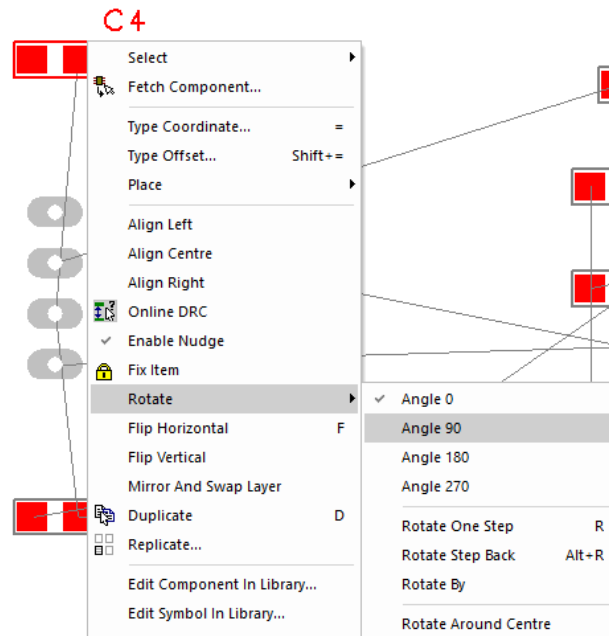 C4
Select
Fetch Component...
Type Coordinate... =
Type Offset... Shift+=
Place
Align Left
Align Centre
Align Right
Online DRC
Enable Nudge
Fix Item
Rotate
Flip Horizontal F
Flip Vertical
Mirror And Swap Layer
Duplicate D
Replicate...
Edit Component In Library...
Edit Symbol In Library...
Angle 0
Angle 90
Angle 180
Angle 270
Rotate One Step R
Rotate Step Back Alt+R
Rotate By
Rotate Around Centre